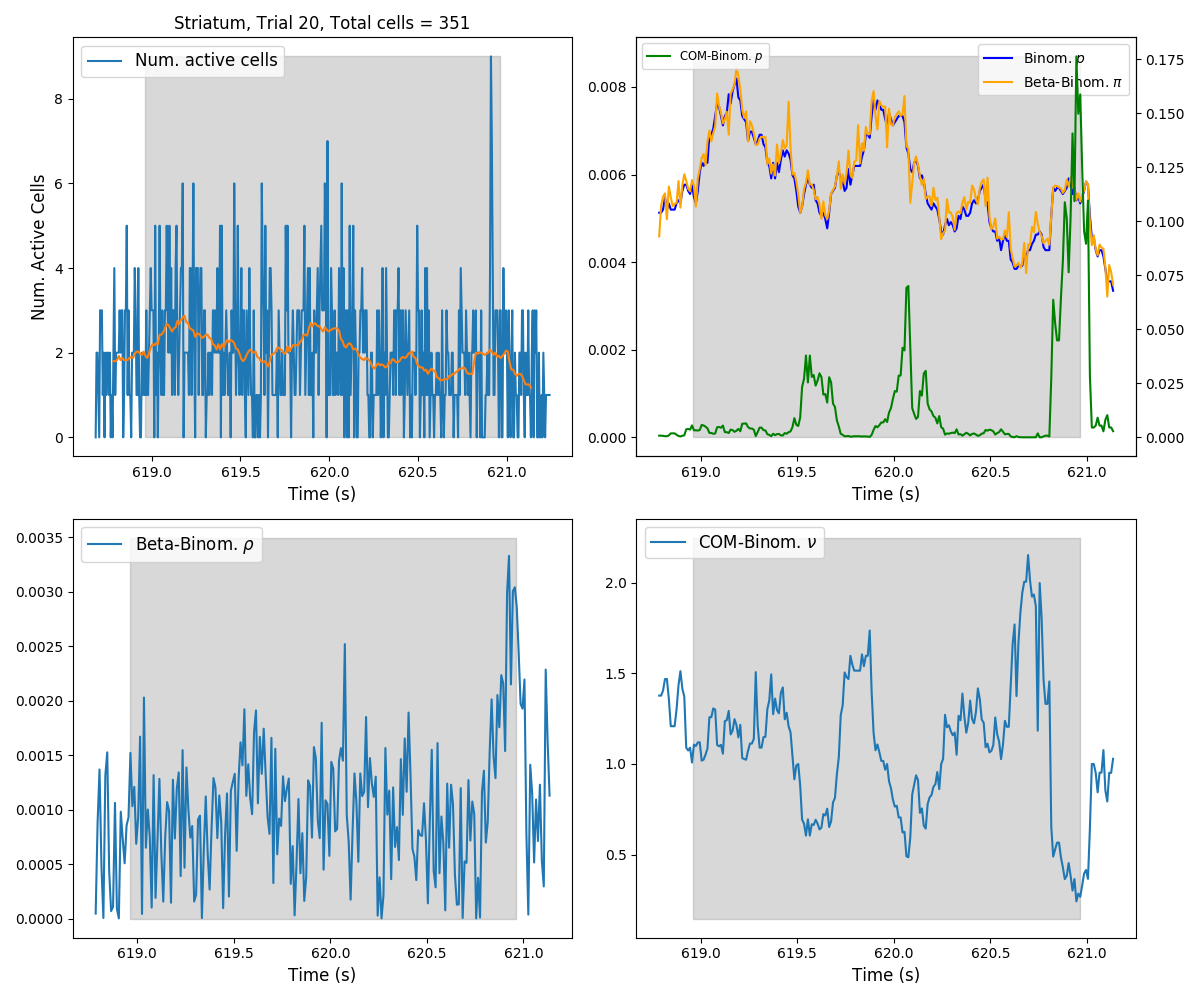 Striatum, Trial 20, Total cells = 351
Num. active cells
Num. Active Cells
8
6
4
2
0
619.0 619.5 620.0 620.5 621.0
Time (s)
COM-Binom. p
Binom. p
Beta-Binom. π
0.008
0.006
0.004
0.002
0.000
0.175
0.150
0.125
0.100
0.075
0.050
0.025
0.000
619.0 619.5 620.0 620.5 621.0
Time (s)
Beta-Binom. ρ
0.0035
0.0030
0.0025
0.0020
0.0015
0.0010
0.0005
0.0000
619.0 619.5 620.0 620.5 621.0
Time (s)
COM-Binom. ν
2.0
1.5
1.0
0.5
619.0 619.5 620.0 620.5 621.0
Time (s)